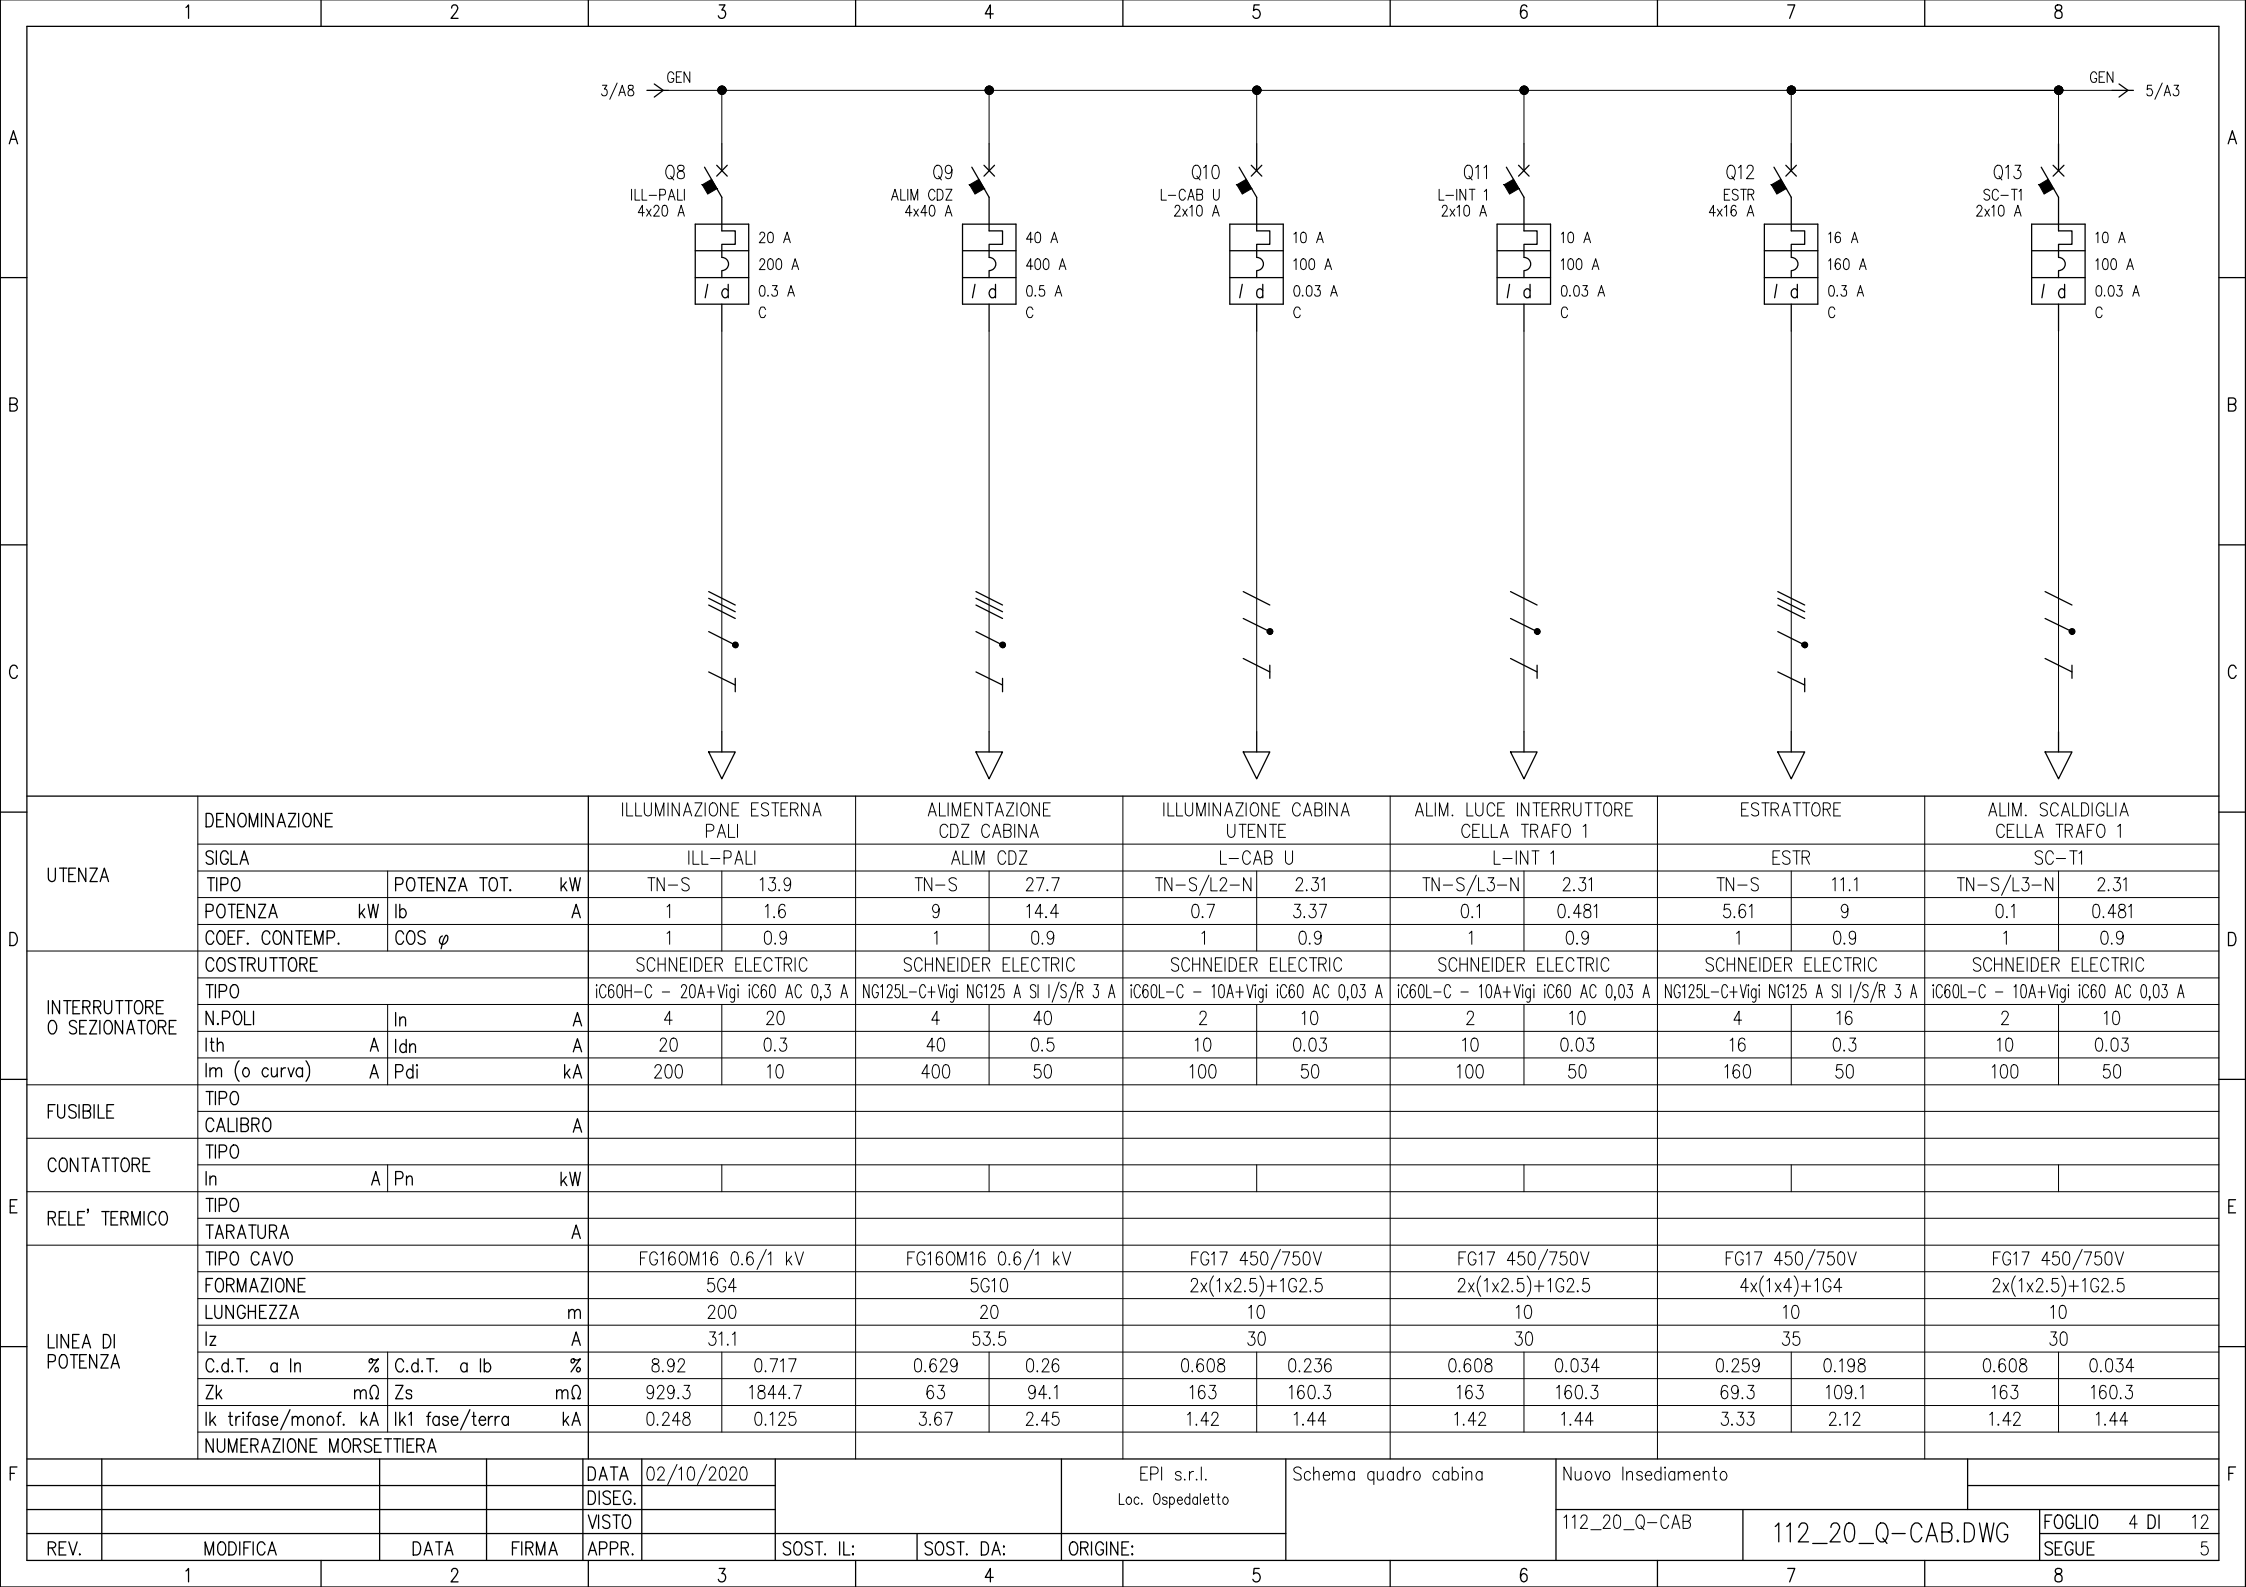 1 2 3 4 5 6 7 8
3/A8 GEN GEN 5/A3
A A
Q8 Q9 Q10 Q11 Q12 Q13
ILL-PALI ALIM CDZ L-CAB U L-INT 1 ESTR SC-T1
4x20 A 4x40 A 2x10 A 2x10 A 4x16 A 2x10 A
20 A 40 A 10 A 10 A 16 A 10 A
200 A 400 A 100 A 100 A 160 A 100 A
I d 0.3 A I d 0.5 A I d 0.03 A I d 0.03 A I d 0.3 A I d 0.03 A
C C C C C C
B B
C C
UTENZA
DENOMINAZIONE
ILLUMINAZIONE ESTERNA ALIMENTAZIONE ILLUMINAZIONE CABINA ALIM. LUCE INTERRUTTORE ESTRATTORE ALIM. SCALDIGLIA
PALI CDZ CABINA UTENTE CELLA TRAFO 1 CELLA TRAFO 1
SIGLA ILL-PALI ALIM CDZ L-CAB U L-INT 1 ESTR SC-T1
TIPO POTENZA TOT. kW TN-S 13.9 TN-S 27.7 TN-S/L2-N 2.31 TN-S/L3-N 2.31 TN-S 11.1 TN-S/L3-N 2.31
POTENZA kW Ib A 1 1.6 9 14.4 0.7 3.37 0.1 0.481 5.61 9 0.1 0.481
D COEF. CONTEMP. COS φ 1 0.9 1 0.9 1 0.9 1 0.9 1 0.9 1 0.9 D
INTERRUTTORE
O SEZIONATORE
COSTRUTTORE SCHNEIDER ELECTRIC SCHNEIDER ELECTRIC SCHNEIDER ELECTRIC SCHNEIDER ELECTRIC SCHNEIDER ELECTRIC SCHNEIDER ELECTRIC
TIPO iC60H-C - 20A+Vigi iC60 AC 0,3 A NG125L-C+Vigi NG125 A SI I/S/R 3 A iC60L-C - 10A+Vigi iC60 AC 0,03 A iC60L-C - 10A+Vigi iC60 AC 0,03 A NG125L-C+Vigi NG125 A SI I/S/R 3 A iC60L-C - 10A+Vigi iC60 AC 0,03 A
N.POLI In A 4 20 4 40 2 10 2 10 4 16 2 10
Ith A Idn A 20 0.3 40 0.5 10 0.03 10 0.03 16 0.3 10 0.03
Im (o curva) A Pdi kA 200 10 400 50 100 50 100 50 160 50 100 50
FUSIBILE
TIPO
CALIBRO A
CONTATTORE
TIPO
In A Pn kW
E RELE' TERMICO E
TIPO
TARATURA A
LINEA DI
POTENZA
TIPO CAVO FG16OM16 0.6/1 kV FG16OM16 0.6/1 kV FG17 450/750V FG17 450/750V FG17 450/750V FG17 450/750V
FORMAZIONE 5G4 5G10 2x(1x2.5)+1G2.5 2x(1x2.5)+1G2.5 4x(1x4)+1G4 2x(1x2.5)+1G2.5
LUNGHEZZA m 200 20 10 10 10 10
Iz A 31.1 53.5 30 30 35 30
C.d.T. a In % C.d.T. a Ib % 8.92 0.717 0.629 0.26 0.608 0.236 0.608 0.034 0.259 0.198 0.608 0.034
Zk mΩ Zs mΩ 929.3 1844.7 63 94.1 163 160.3 163 160.3 69.3 109.1 163 160.3
Ik trifase/monof. kA Ik1 fase/terra kA 0.248 0.125 3.67 2.45 1.42 1.44 1.42 1.44 3.33 2.12 1.42 1.44
NUMERAZIONE MORSETTIERA
F F
DATA 02/10/2020 EPI s.r.l. Schema quadro cabina Nuovo Insediamento
DISEG. Loc. Ospedaletto
VISTO 112_20_Q-CAB 112_20_Q-CAB.DWG FOGLIO 4 DI 12
REV. MODIFICA DATA FIRMA APPR. SOST. IL: SOST. DA: ORIGINE: SEGUE 5
1 2 3 4 5 6 7 8